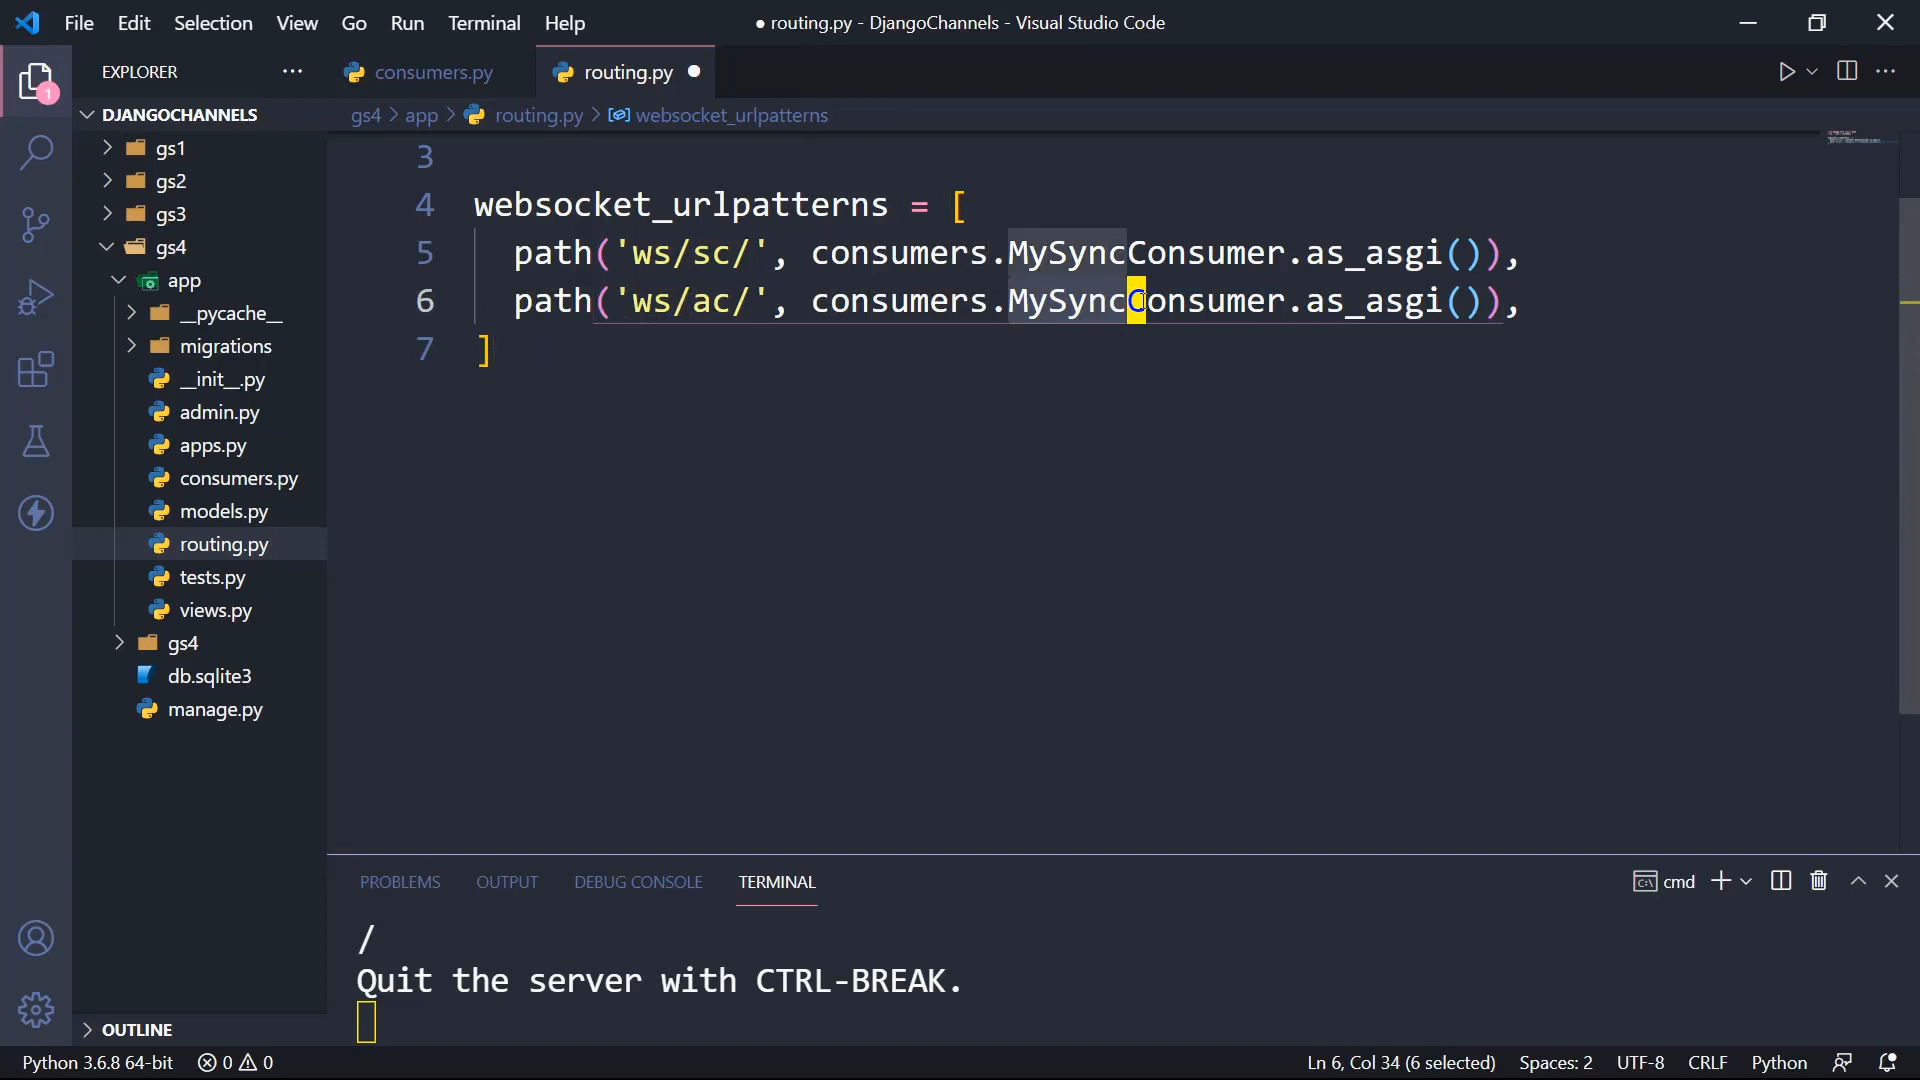 File Edit Selection View Go Run Terminal Help
● routing.py - DjangoChannels - Visual Studio Code
EXPLORER
consumers.py
routing.py
1
DJANGOCHANNELS
gs4 > app > routing.py > websocket_urlpatterns
gs1
gs2
gs3
gs4
app
__pycache__
migrations
__init__.py
admin.py
apps.py
consumers.py
models.py
routing.py
tests.py
views.py
gs4
db.sqlite3
manage.py
OUTLINE
3
4 websocket_urlpatterns = [
5 path('ws/sc/', consumers.MySyncConsumer.as_asgi()),
6 path('ws/ac/', consumers.MySyncConsumer.as_asgi()),
7 ]
PROBLEMS OUTPUT DEBUG CONSOLE TERMINAL
cmd
/
Quit the server with CTRL-BREAK.
Python 3.6.8 64-bit 0 0
Ln 6, Col 34 (6 selected) Spaces: 2 UTF-8 CRLF Python